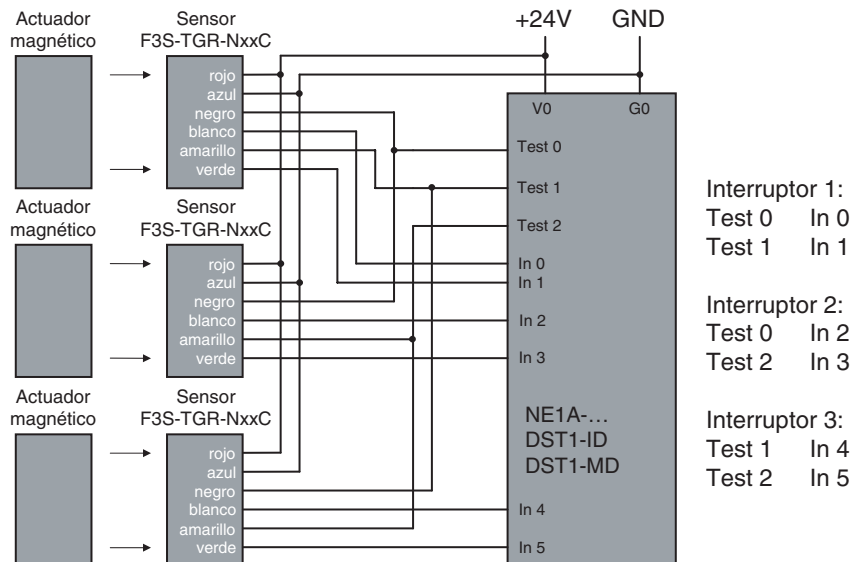 Actuador
magnético
Sensor
F3S-TGR-NxxC
rojo
azul
negro
blanco
amarillo
verde
Actuador
magnético
Sensor
F3S-TGR-NxxC
rojo
azul
negro
blanco
amarillo
verde
Actuador
magnético
Sensor
F3S-TGR-NxxC
rojo
azul
negro
blanco
amarillo
verde
+24V GND
V0 G0
Test 0
Test 1
Test 2
In 0
In 1
In 2
In 3
NE1A-…
DST1-ID
DST1-MD
In 4
In 5
Interruptor 1:
Test 0 In 0
Test 1 In 1
Interruptor 2:
Test 0 In 2
Test 2 In 3
Interruptor 3:
Test 1 In 4
Test 2 In 5